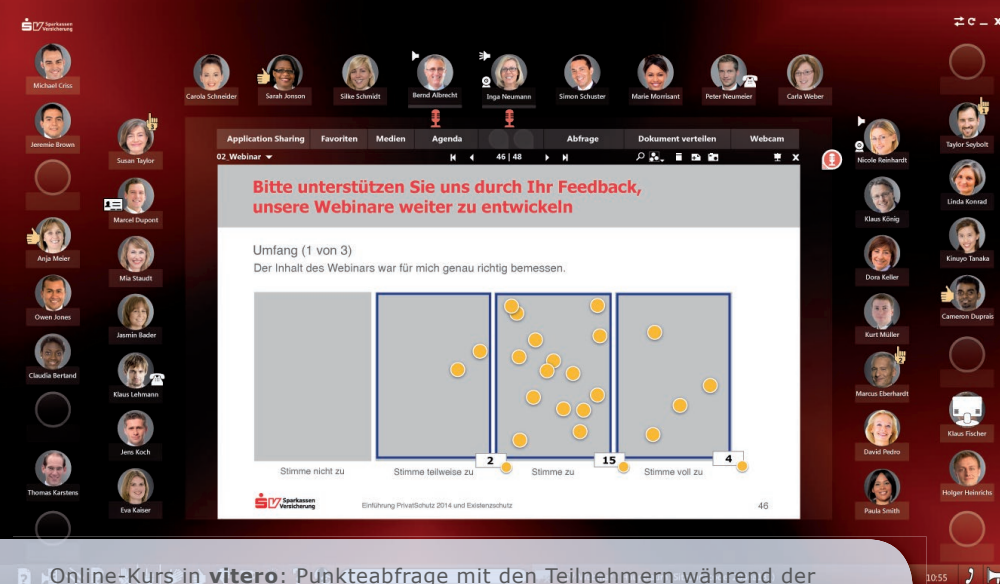 Sparkassen
Versicherung
Michael Criss
Carola Schneider
Sarah Jonson
Silke Schmidt
Bernd Albrecht
Inga Neumann
Simon Schuster
Marie Morrisant
Peter Neumeier
Carla Weber
Jeremie Brown
Susan Taylor
Nicole Reinhardt
Taylor Seybolt
Application Sharing Favoriten Medien Agenda Abfrage Dokument verteilen Webcam
02_Webinar 46 | 48 x
Bitte unterstützen Sie uns durch Ihr Feedback,
unsere Webinare weiter zu entwickeln
Umfang (1 von 3)
Der Inhalt des Webinars war für mich genau richtig bemessen.
2
15
4
Stimme nicht zu
Stimme teilweise zu
Stimme zu
Stimme voll zu
Sparkassen
Versicherung
Einführung PrivatSchutz 2014 und Existenzschutz
46
Marcel Dupont
Klaus König
Linda Konrad
Anja Meier
Mia Staudt
Dora Keller
Kinuyo Tanaka
Owen Jones
Jasmin Bader
Kurt Müller
Cameron Duprais
Claudia Bertand
Klaus Lehmann
Marcus Eberhardt
Jens Koch
David Pedro
Klaus Fischer
Thomas Karstens
Eva Kaiser
Paula Smith
Holger Heinrichs
10:55
Online-Kurs in vitero: Punkteabfrage mit den Teilnehmern während der